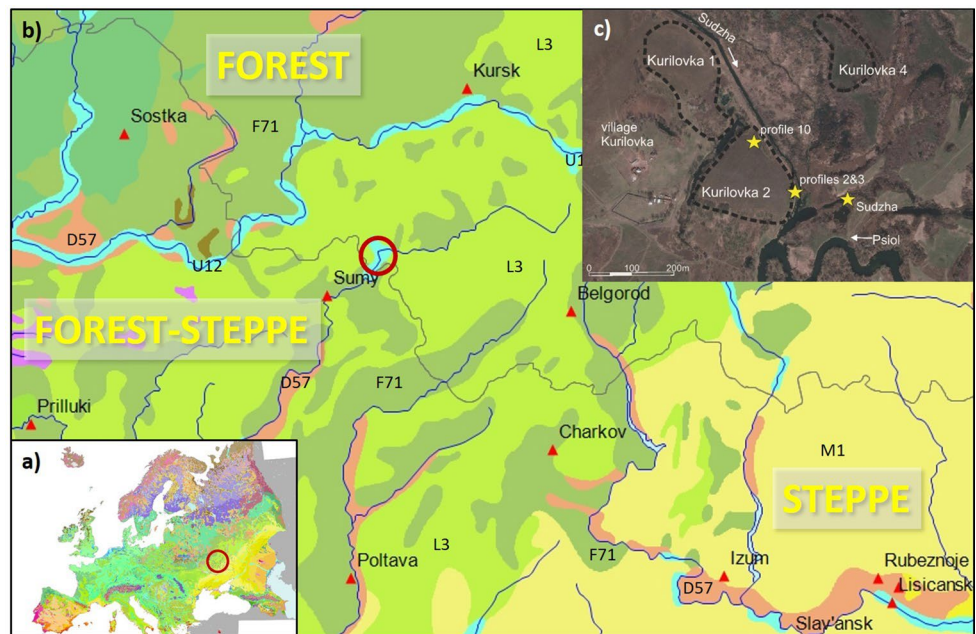 b)
FOREST
L3
Kursk
Sostka
F71
U1
D57
U12
Sumy
L3
Belgorod
FOREST-STEPPE
D57
F71
Prilluki
Charkov
M1
STEPPE
L3
Poltava
F71
Izum
D57
Rubeznoje
Lisicansk
Slav'ánsk
a)
c)
Sudzha
Kurilovka 1
Kurilovka 4
village
Kurilovka
profile 10
profiles 2&3
Kurilovka 2
Sudzha
Psiol
0 100 200m